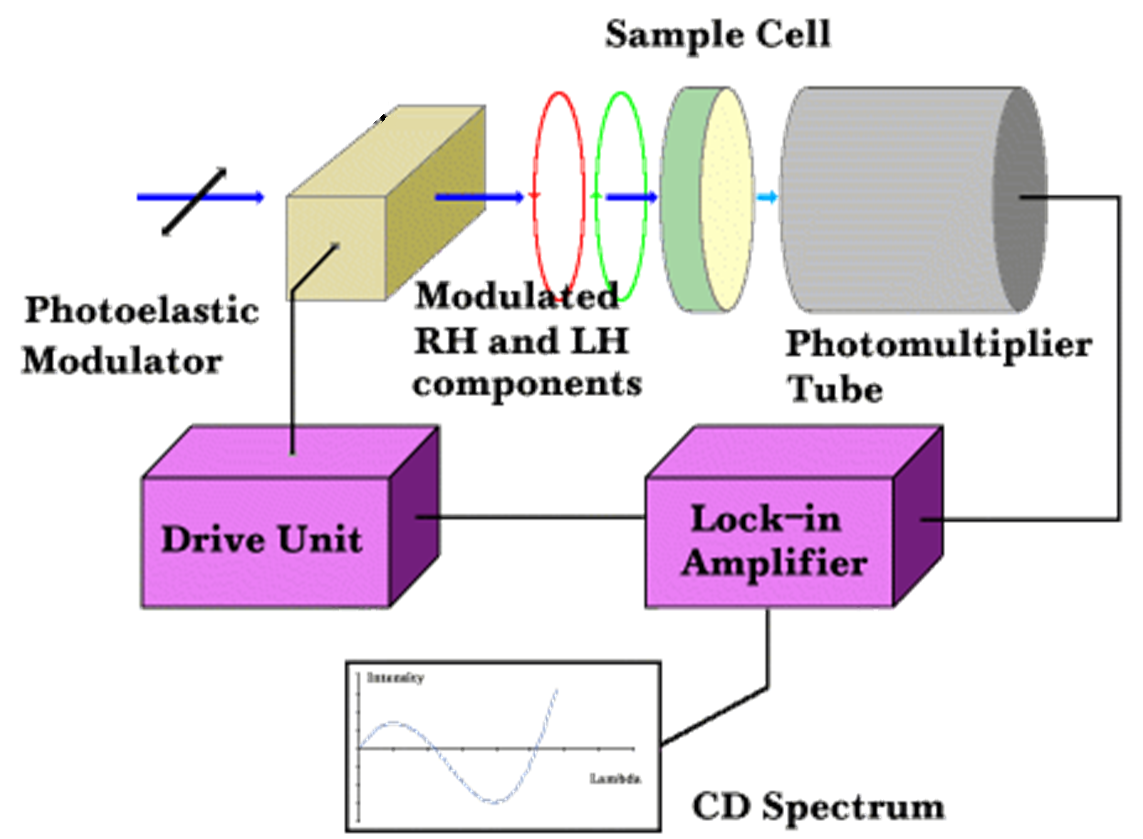 Sample Cell
Photoelastic
Modulator
Modulated
RH and LH
components
Photomultiplier
Tube
Drive Unit
Lock-in
Amplifier
Intensity
Lambda
CD Spectrum